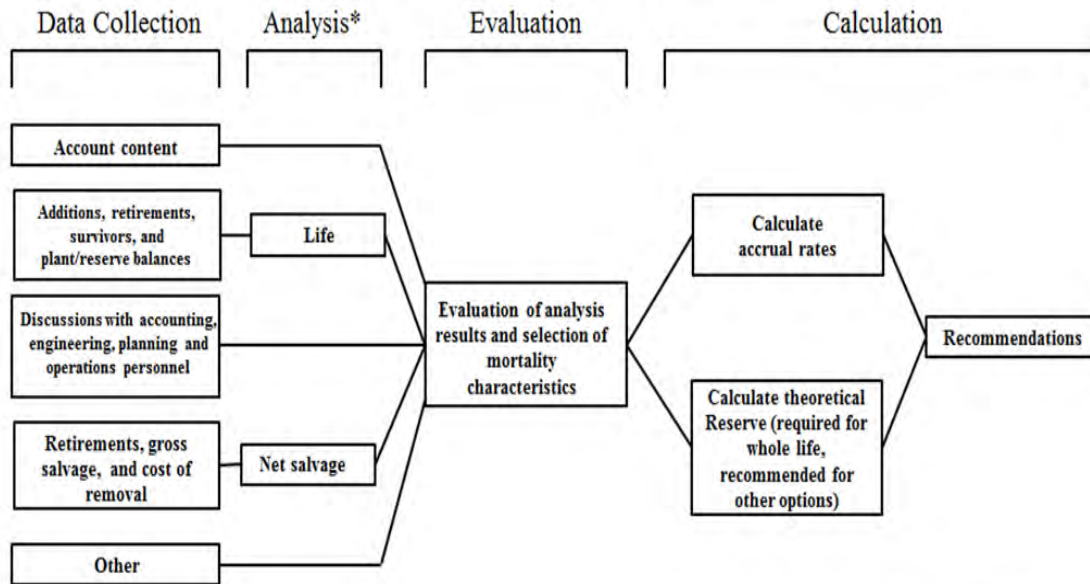 Data Collection
Analysis*
Evaluation
Calculation
Account content
Additions, retirements,
survivors, and
plant/reserve balances
Life
Discussions with accounting,
engineering, planning and
operations personnel
Retirements, gross
salvage, and cost of
removal
Net salvage
Other
Evaluation of analysis
results and selection of
mortality
characteristics
Calculate
accrual rates
Calculate theoretical
Reserve (required for
whole life,
recommended for
other options)
Recommendations